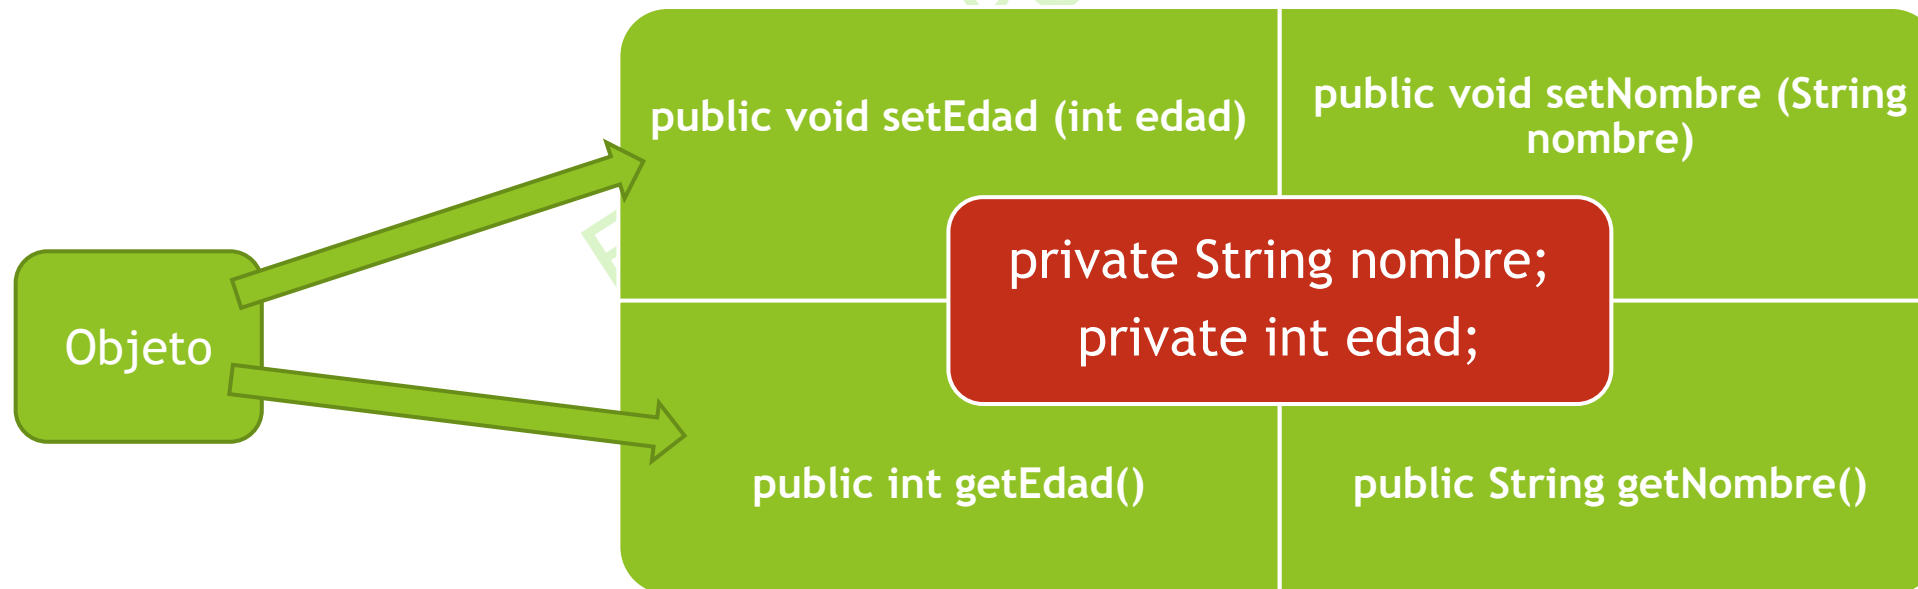 public void setEdad (int edad)
public void setNombre (String
nombre)
private String nombre;
private int edad;
Objeto
public int getEdad()
public String getNombre()